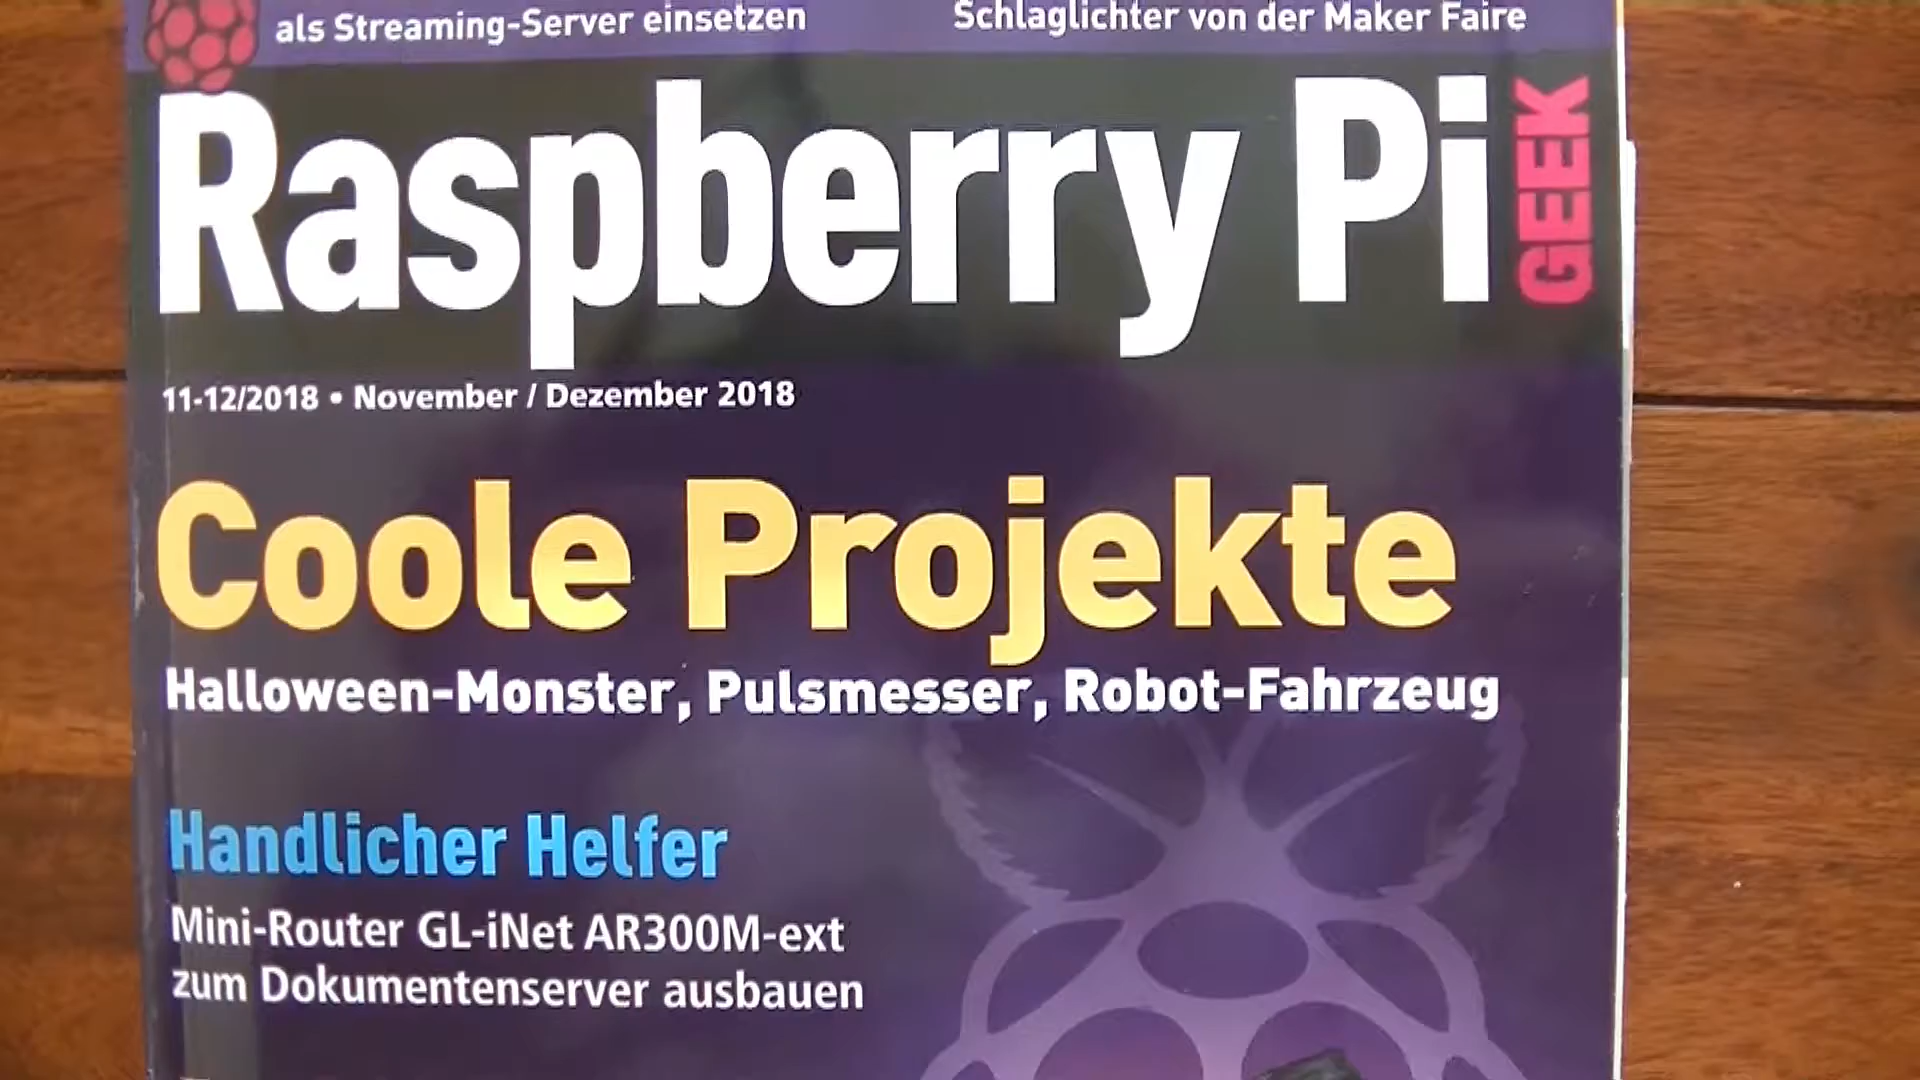 als Streaming-Server einsetzen
Schlaglichter von der Maker Faire
Raspberry Pi
GEEK
11-12/2018 • November / Dezember 2018
Coole Projekte
Halloween-Monster, Pulsmesser, Robot-Fahrzeug
Handlicher Helfer
Mini-Router GL-iNet AR300M-ext
zum Dokumentenserver ausbauen